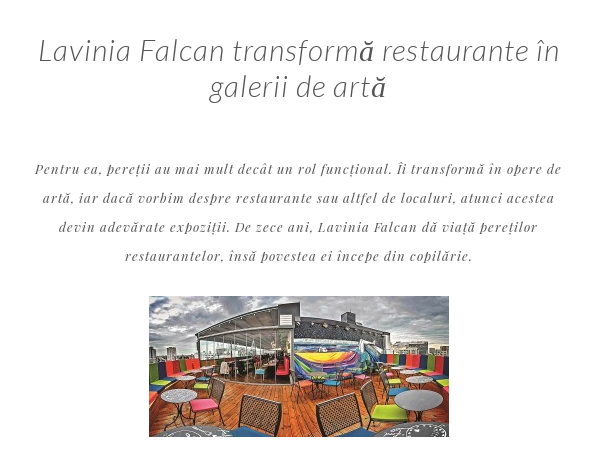 Lavinia Falcan transformă restaurante în
galerii de artă
Pentru ea, pereții au mai mult decât un rol funcțional. Îi transformă în opere de
artă, iar dacă vorbim despre restaurante sau altfel de localuri, atunci acestea
devin adevărate expoziții. De zece ani, Lavinia Falcan dă viață pereților
restaurantelor, însă povestea ei începe din copilărie.